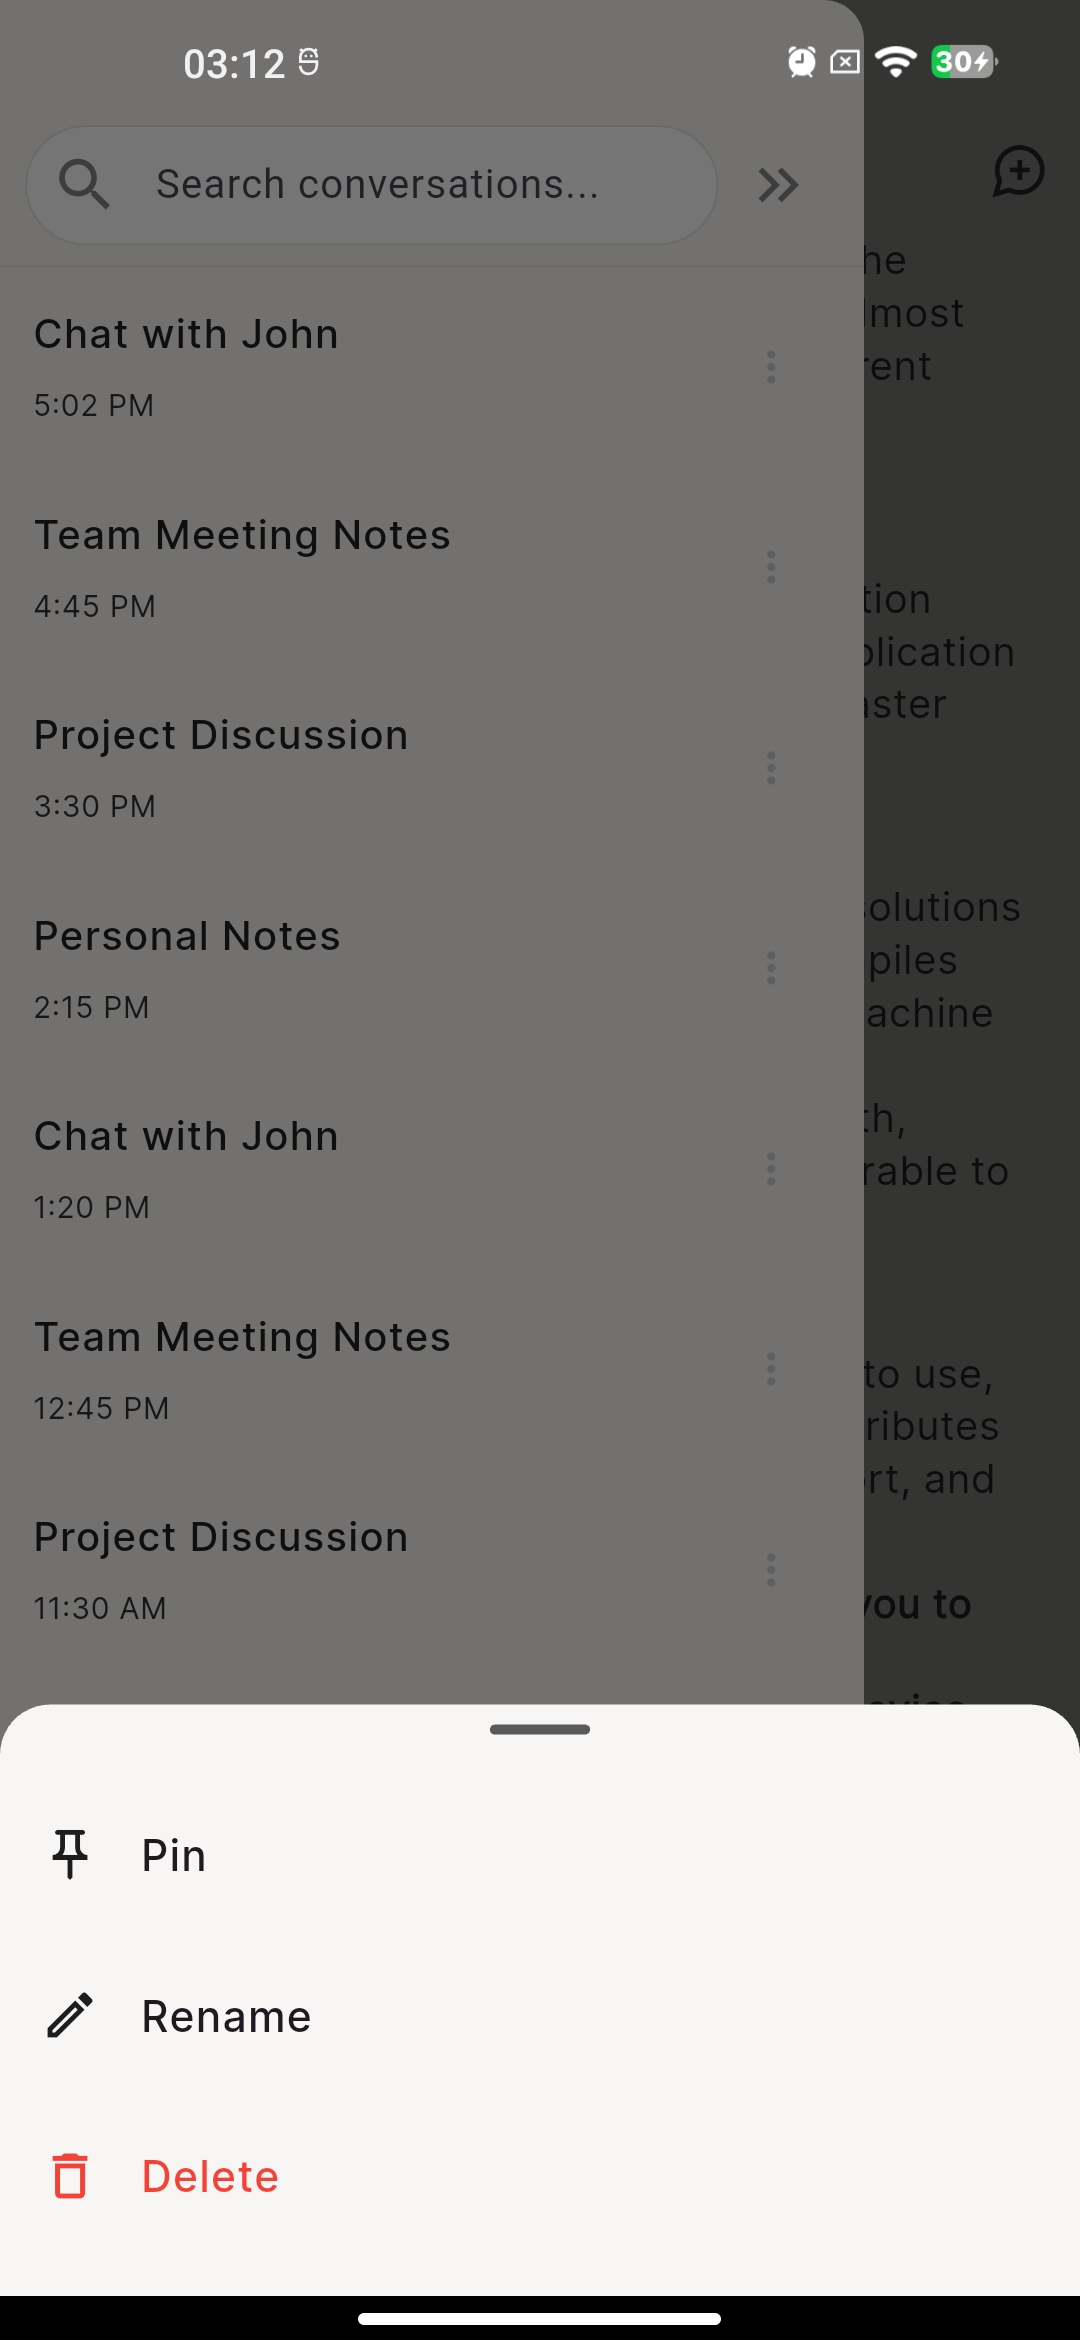 03:12
30
Search conversations...
Chat with John
5:02 PM
Team Meeting Notes
4:45 PM
Project Discussion
3:30 PM
Personal Notes
2:15 PM
Chat with John
1:20 PM
Team Meeting Notes
12:45 PM
Project Discussion
11:30 AM
he
lmost
rent
tion
plication
aster
solutions
piles
achine
th,
rable to
to use,
ributes
rt, and
you to
Pin
Rename
Delete